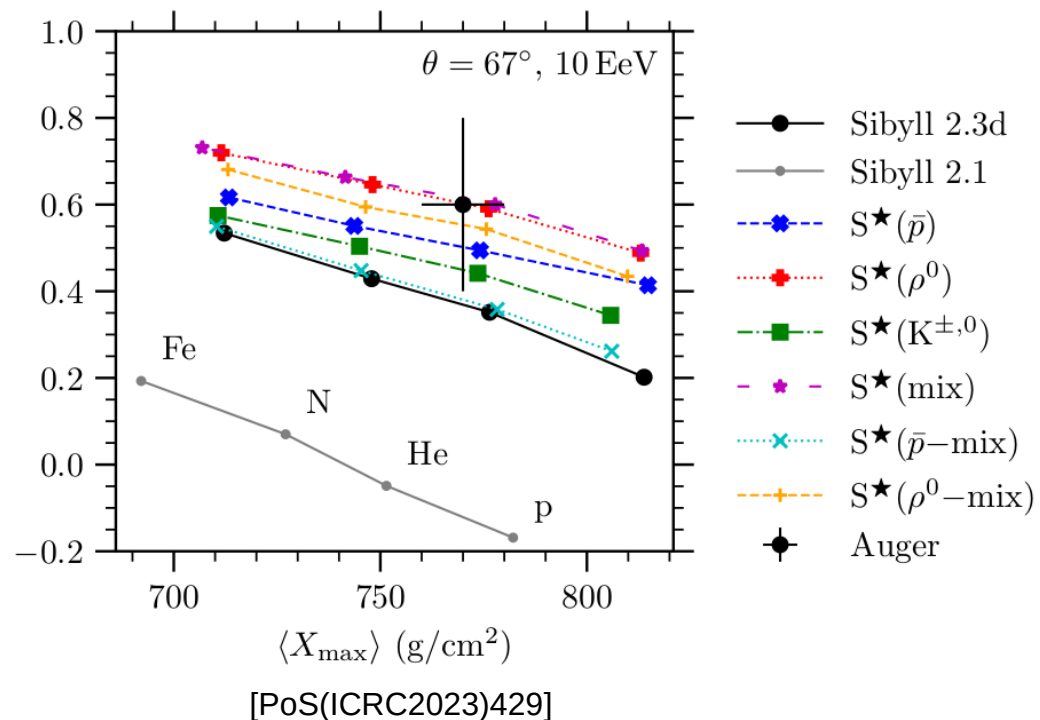 1.0
0.8
0.6
0.4
0.2
0.0
−0.2
θ = 67°, 10 EeV
Fe
N
He
p
700 750 800
⟨X_max⟩ (g/cm²)
Sibyll 2.3d
Sibyll 2.1
S★(p̄)
S★(ρ⁰)
S★(K^±,0)
S★(mix)
S★(p̄−mix)
S★(ρ⁰−mix)
Auger
[PoS(ICRC2023)429]